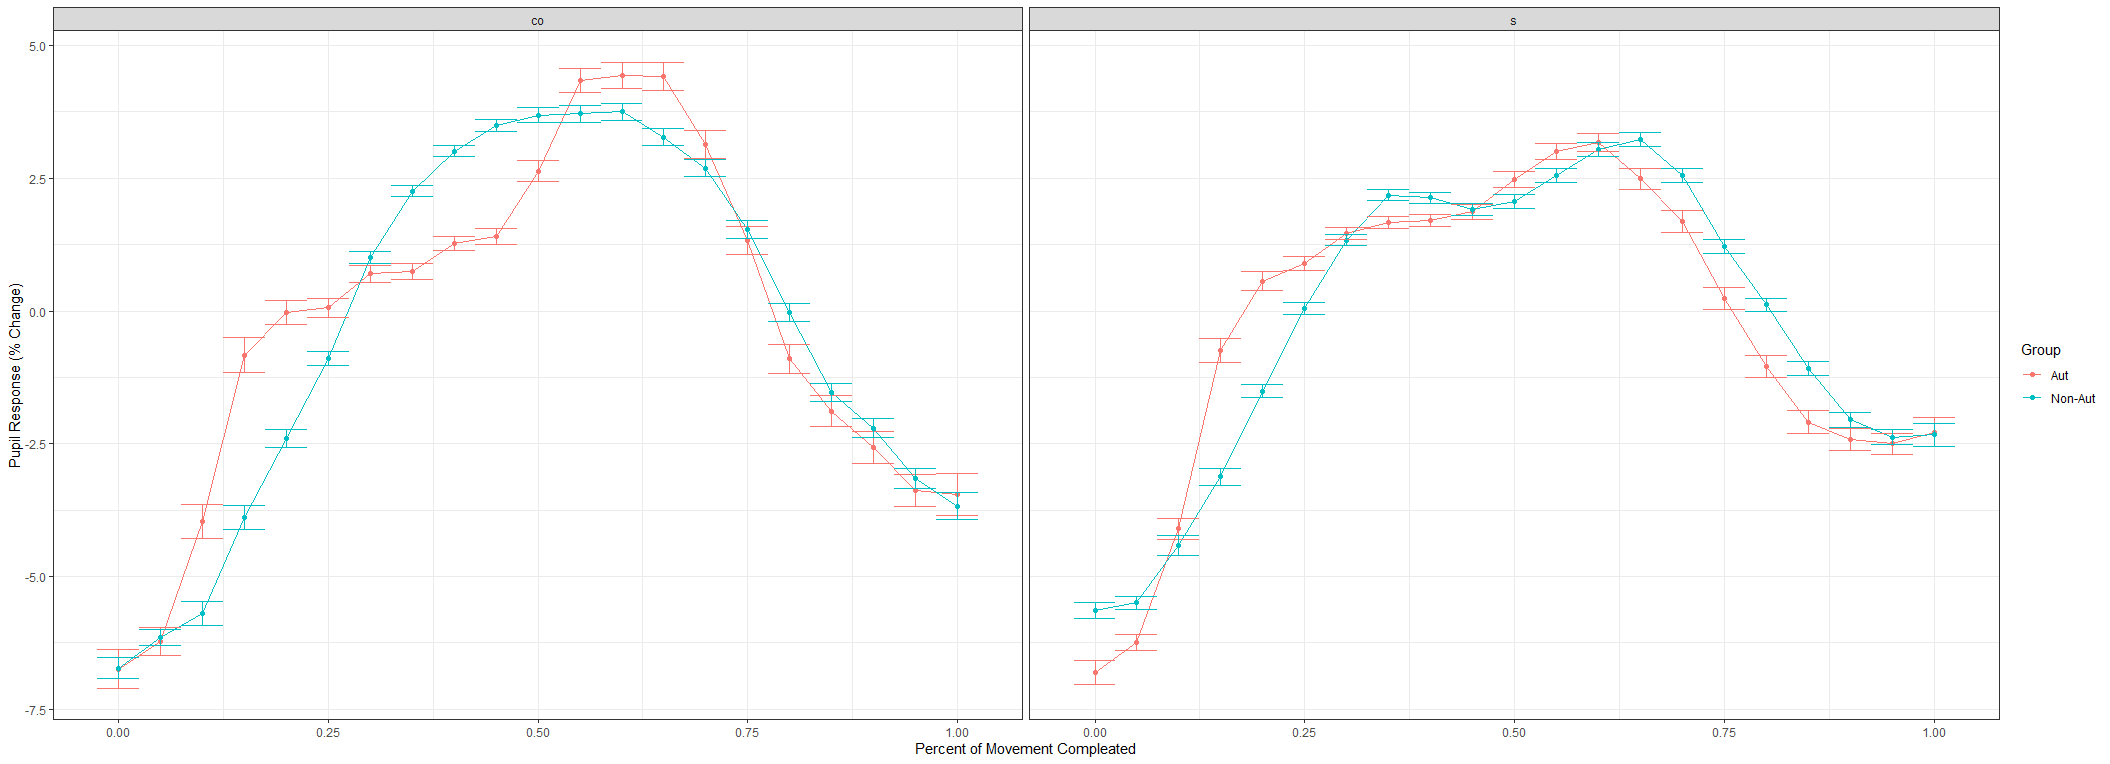 co
s
5.0
2.5
0.0
-2.5
-5.0
-7.5
Pupil Response (% Change)
0.00 0.25 0.50 0.75 1.00
0.00 0.25 0.50 0.75 1.00
Percent of Movement Compleated
Group
Aut
Non-Aut